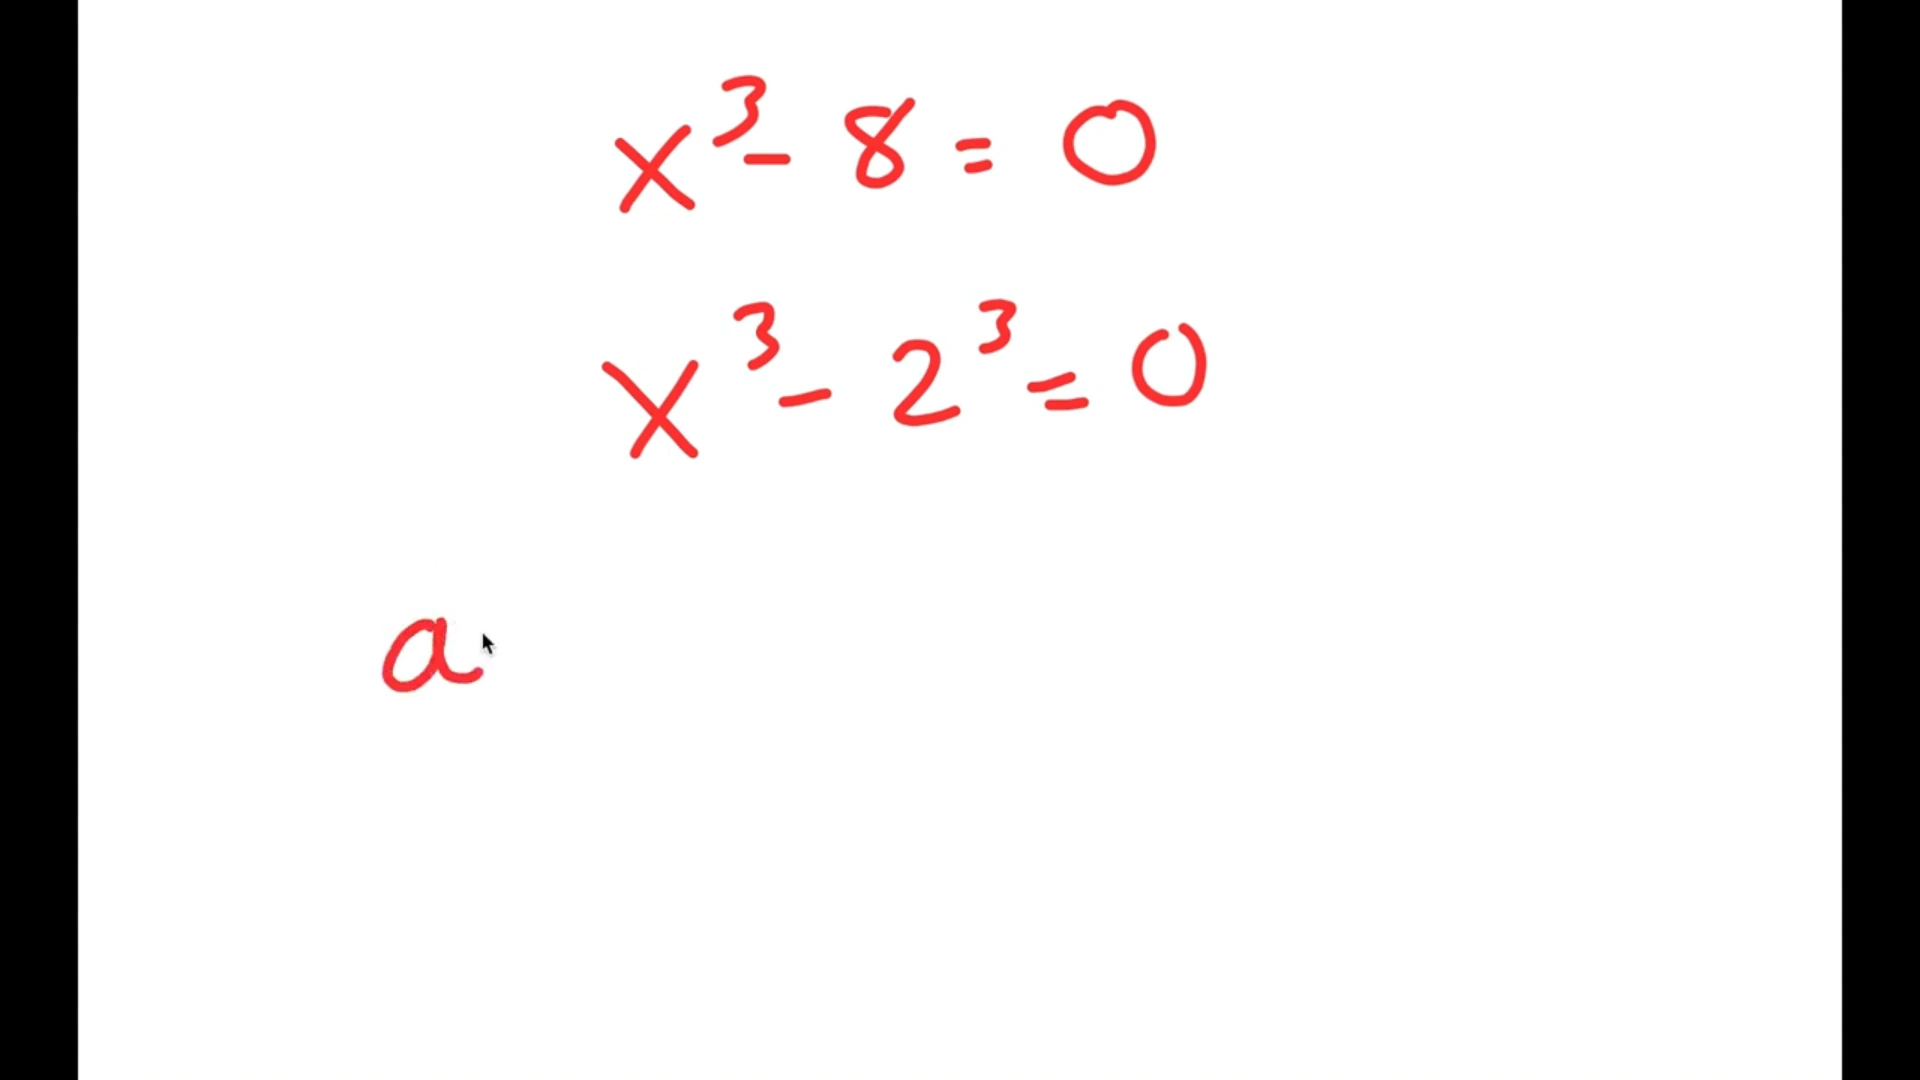 x³ - 8 = 0
x³ - 2³ = 0
a